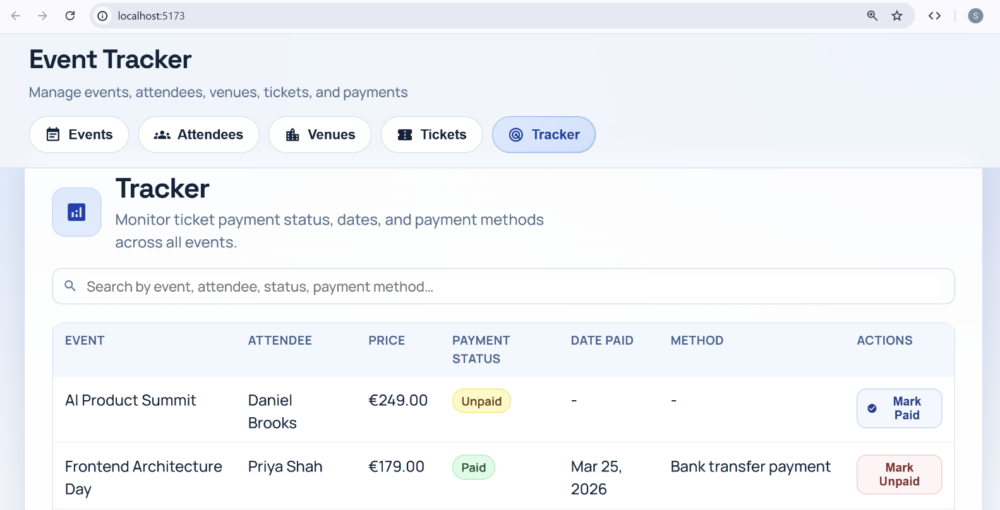 localhost:5173
S
Event Tracker
Manage events, attendees, venues, tickets, and payments
Events
Attendees
Venues
Tickets
Tracker
Tracker
Monitor ticket payment status, dates, and payment methods
across all events.
Search by event, attendee, status, payment method...
EVENT ATTENDEE PRICE PAYMENT DATE PAID METHOD ACTIONS
STATUS
AI Product Summit Daniel €249.00 Unpaid - - Mark
Brooks Paid
Frontend Architecture Priya Shah €179.00 Paid Mar 25, Bank transfer payment Mark
Day 2026 Unpaid